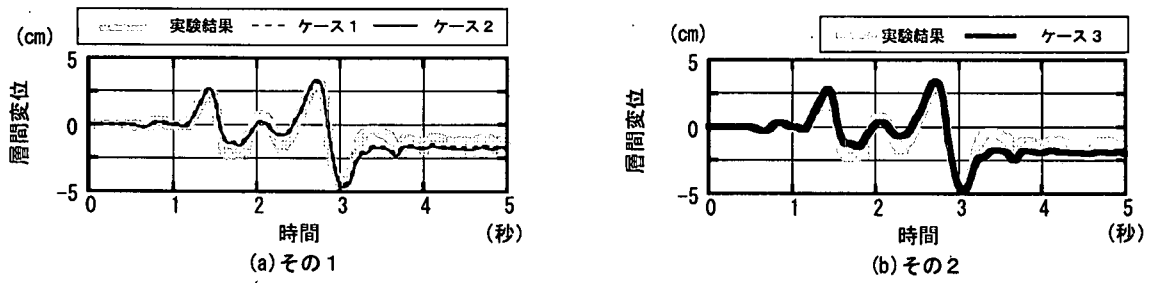 (cm) 実験結果 ケース1 ケース2
5
0
-5
層間変位
0 1 2 3 4 5
時間 (秒)
(a)その1
(cm) 実験結果 ケース3
5
0
-5
層間変位
0 1 2 3 4 5
時間 (秒)
(b)その2